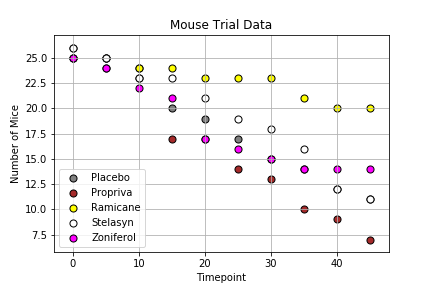 Mouse Trial Data
Number of Mice
25.0
22.5
20.0
17.5
15.0
12.5
10.0
7.5
Placebo
Propriva
Ramicane
Stelasyn
Zoniferol
0 10 20 30 40
Timepoint